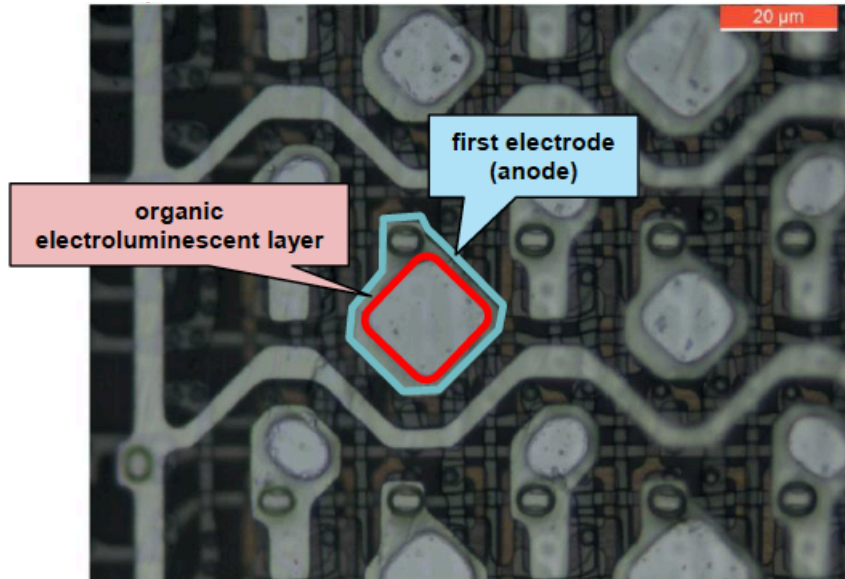 20 µm
first electrode
(anode)
organic
electroluminescent layer